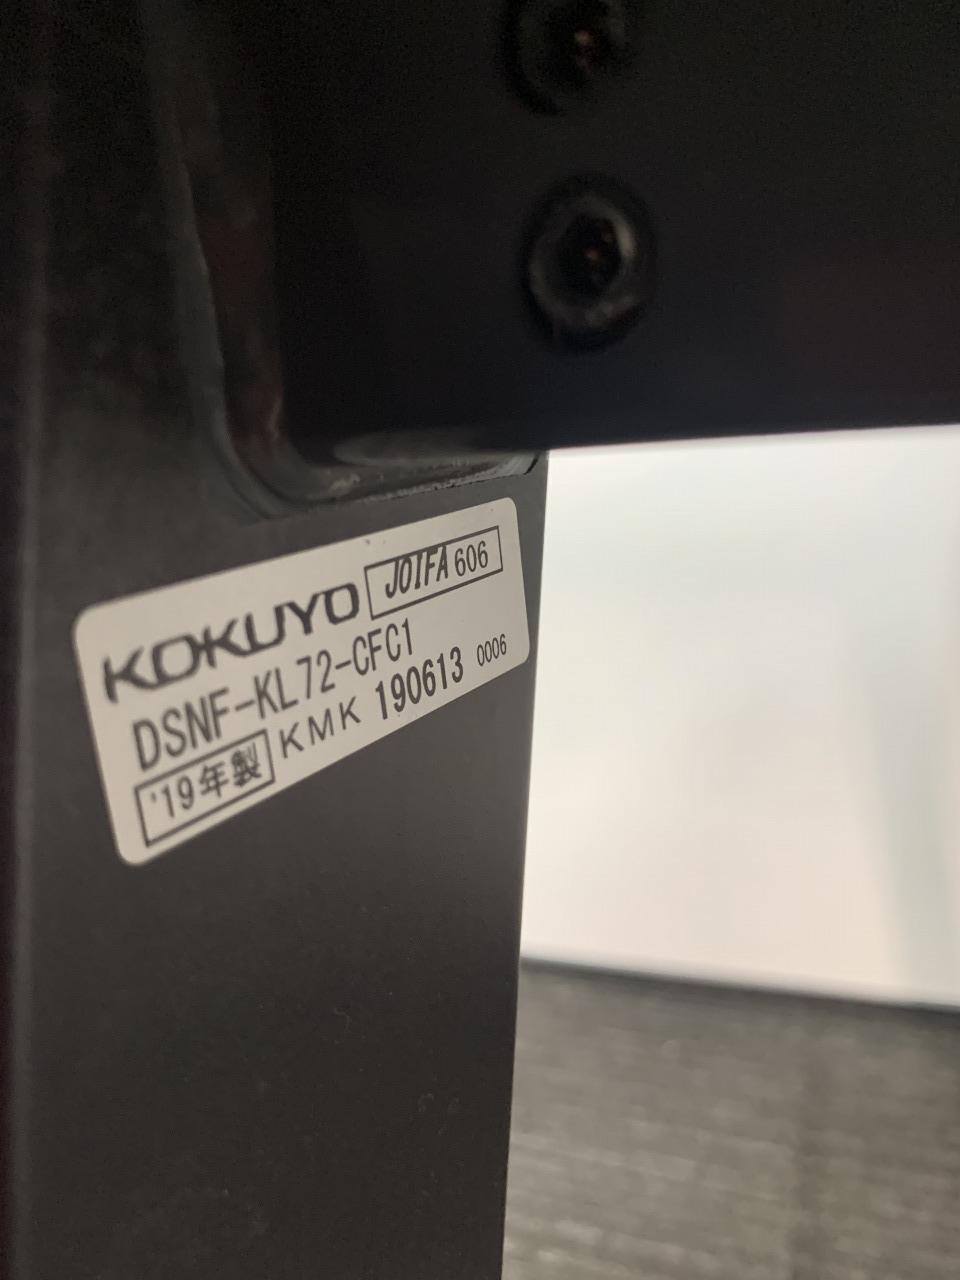 KOKUYO JOIFA 606
DSNF-KL72-CFC1
'19年製 KMK 190613 0006